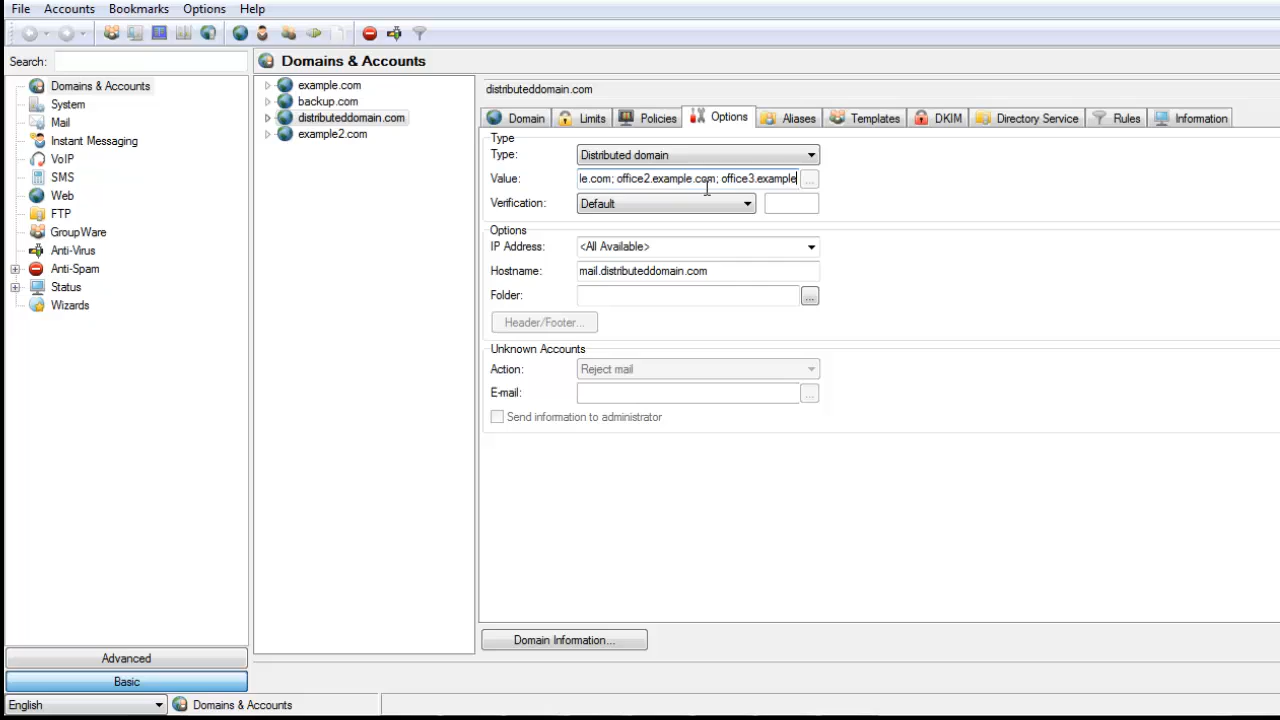 File Accounts Bookmarks Options Help
Search:
Domains & Accounts
System
Mail
Instant Messaging
VoIP
SMS
Web
FTP
GroupWare
Anti-Virus
Anti-Spam
Status
Wizards
Advanced
Basic
English
Domains & Accounts
Domains & Accounts
example.com
backup.com
distributeddomain.com
example2.com
distributeddomain.com
Domain Limits Policies Options Aliases Templates DKIM Directory Service Rules Information
Type
Type: Distributed domain
Value: le.com; office2.example.com; office3.example ...
Verification: Default
Options
IP Address: <All Available>
Hostname: mail.distributeddomain.com
Folder: ...
Header/Footer...
Unknown Accounts
Action: Reject mail
E-mail: ...
Send information to administrator
Domain Information...